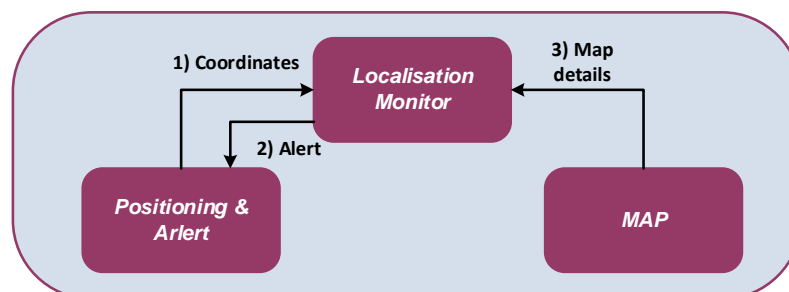 1) Coordinates
Localisation
Monitor
3) Map
details
2) Alert
Positioning &
Arlert
MAP